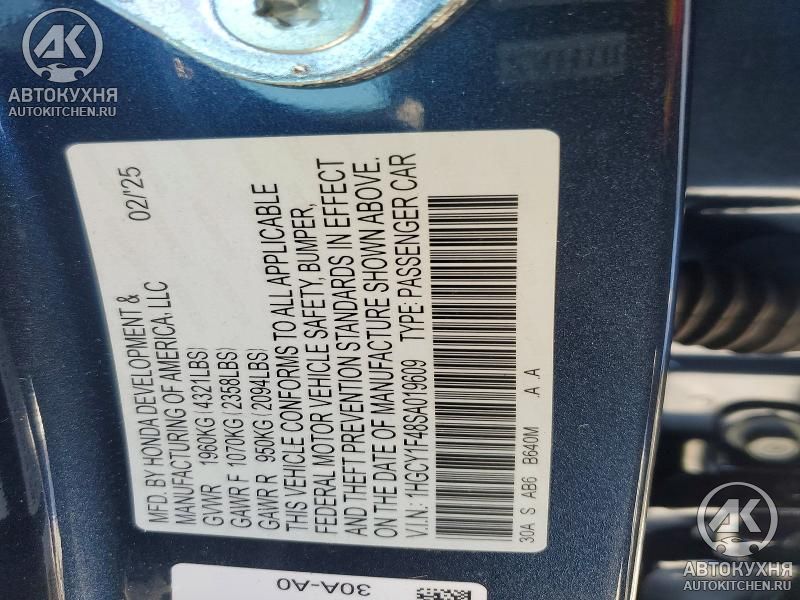 АК
АВТОКУХНЯ
AUTOKITCHEN.RU
MFD. BY HONDA DEVELOPMENT &
MANUFACTURING OF AMERICA, LLC 02/'25
GVWR 1960KG(4321LBS)
GAWR F 1070KG(2358LBS)
GAWR R 950KG(2094LBS)
THIS VEHICLE CONFORMS TO ALL APPLICABLE
FEDERAL MOTOR VEHICLE SAFETY, BUMPER,
AND THEFT PREVENTION STANDARDS IN EFFECT
ON THE DATE OF MANUFACTURE SHOWN ABOVE.
V.I.N.: 1HGCY1F48SA019609 TYPE: PASSENGER CAR
30A S AB6 B640M A A
30A-A0
АК
АВТОКУХНЯ
AUTOKITCHEN.RU